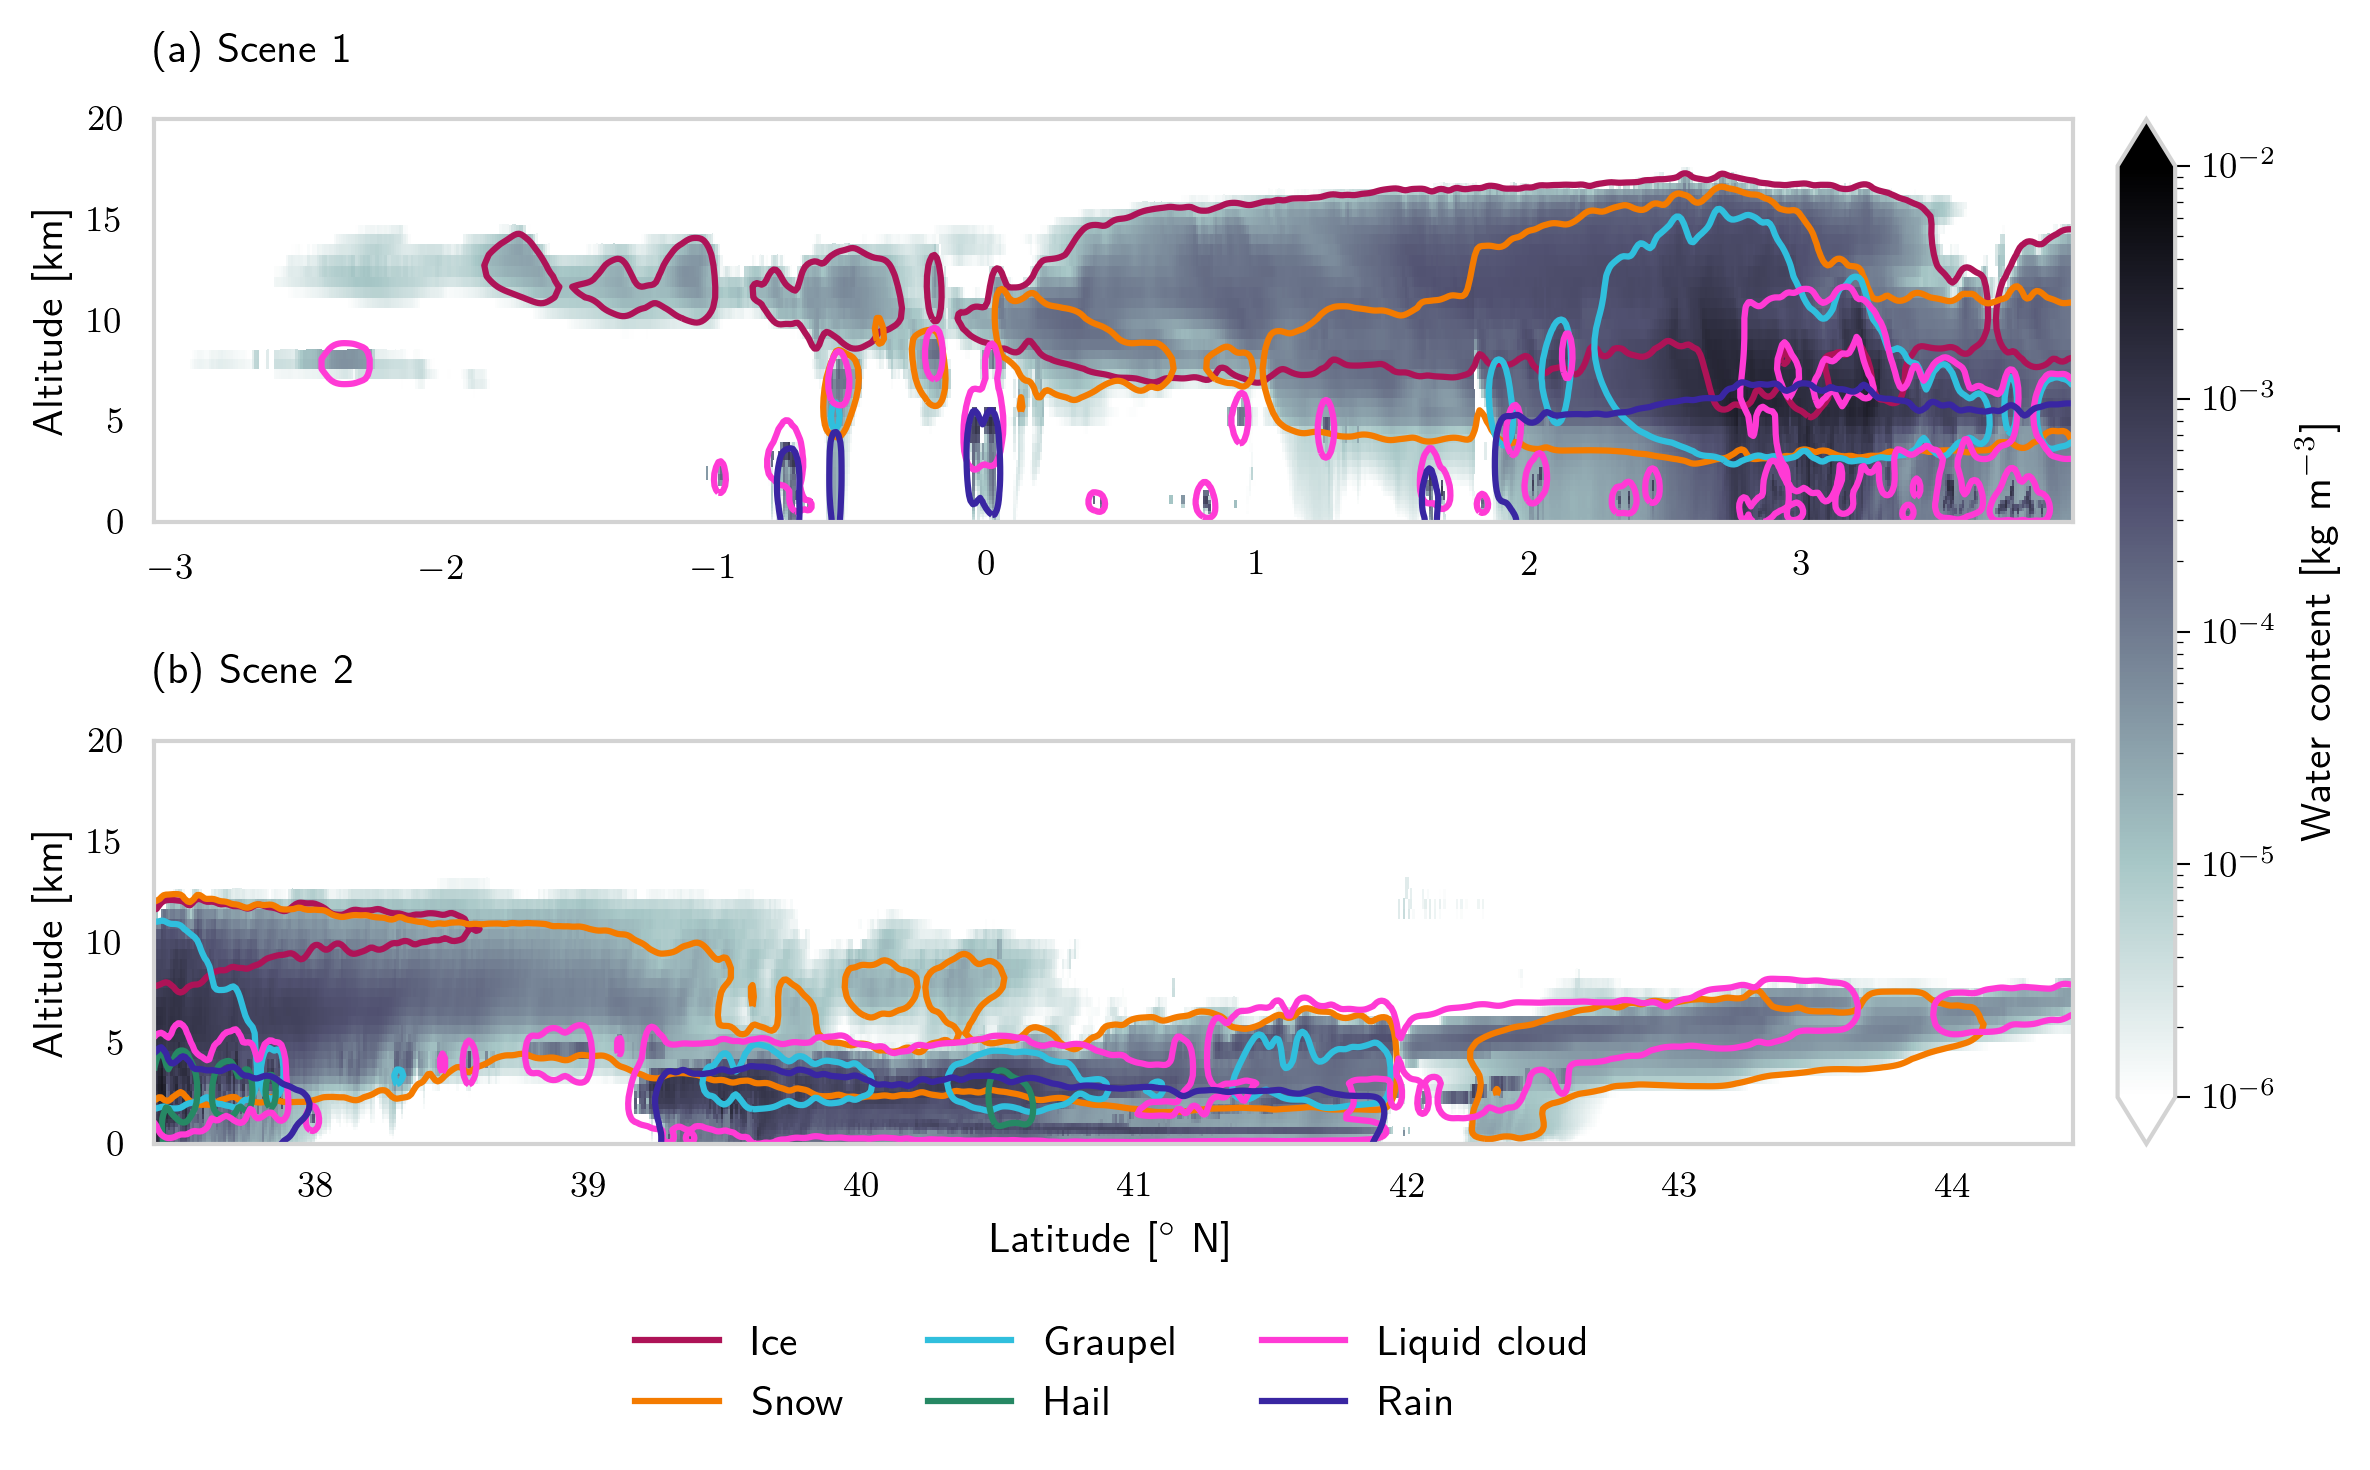 (a) Scene 1
20
15
10
5
0
Altitude [km]
−3 −2 −1 0 1 2 3
(b) Scene 2
20
15
10
5
0
Altitude [km]
38 39 40 41 42 43 44
Latitude [° N]
10⁻²
10⁻³
10⁻⁴
10⁻⁵
10⁻⁶
Water content [kg m⁻³]
Ice Graupel Liquid cloud
Snow Hail Rain